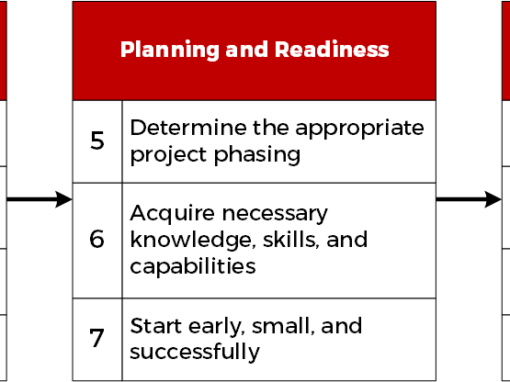 Planning and Readiness
5
Determine the appropriate
project phasing
6
Acquire necessary
knowledge, skills, and
capabilities
7
Start early, small, and
successfully